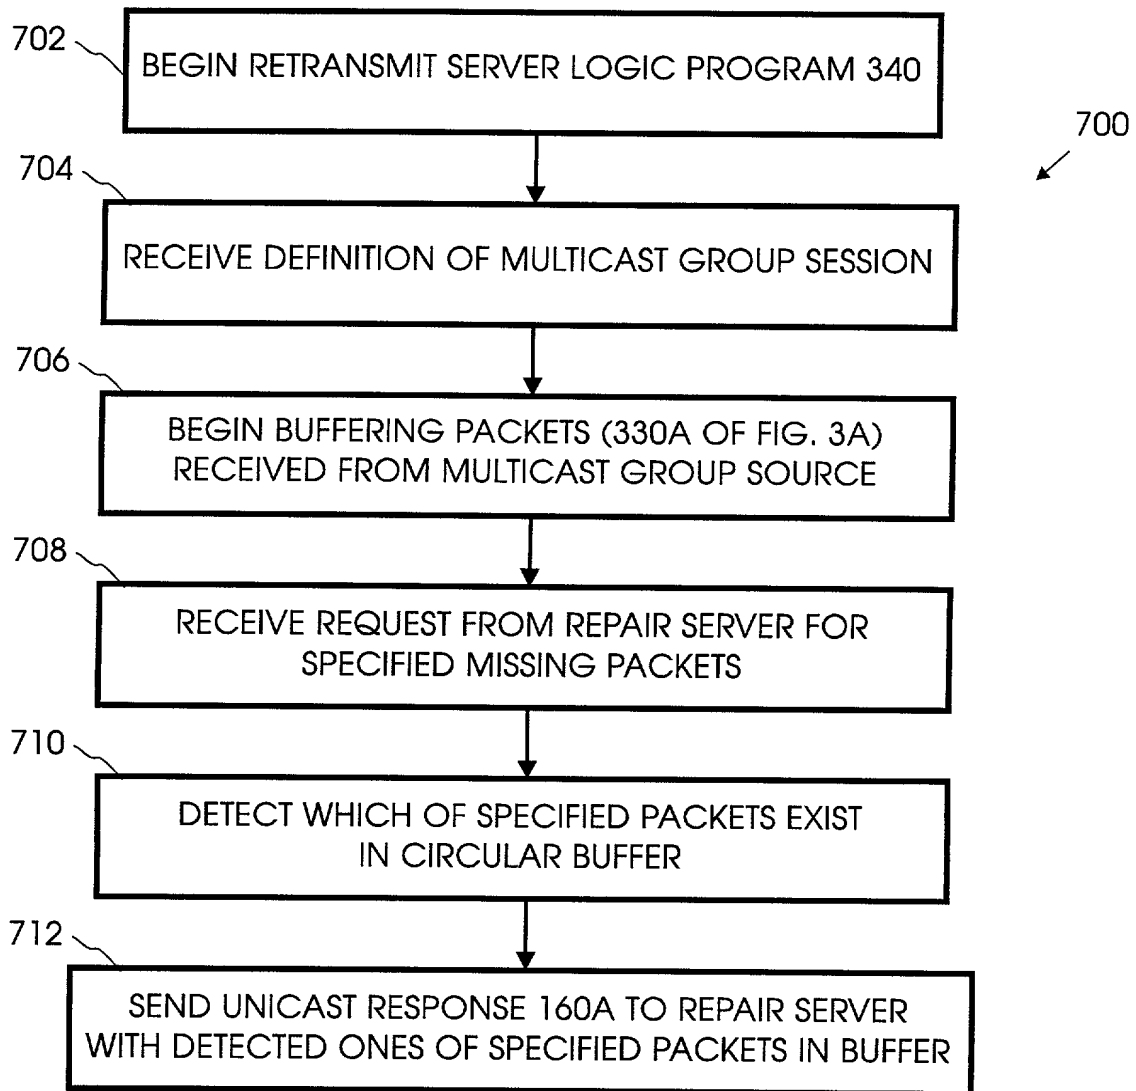 702
BEGIN RETRANSMIT SERVER LOGIC PROGRAM 340
700
704
RECEIVE DEFINITION OF MULTICAST GROUP SESSION
706
BEGIN BUFFERING PACKETS (330A OF FIG. 3A)
RECEIVED FROM MULTICAST GROUP SOURCE
708
RECEIVE REQUEST FROM REPAIR SERVER FOR
SPECIFIED MISSING PACKETS
710
DETECT WHICH OF SPECIFIED PACKETS EXIST
IN CIRCULAR BUFFER
712
SEND UNICAST RESPONSE 160A TO REPAIR SERVER
WITH DETECTED ONES OF SPECIFIED PACKETS IN BUFFER